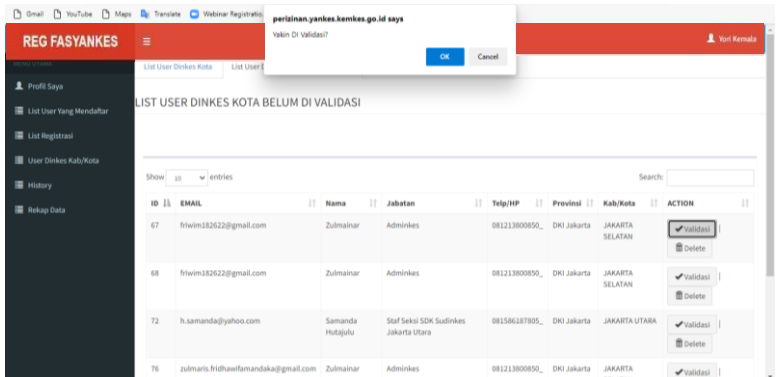 Gmail YouTube Maps Translate Webinar Registratio
perizinan.yankes.kemkes.go.id says
Yakin DI Validasi?
OK Cancel
REG FASYANKES
Yori Kemala
MENU UTAMA
List User Dinkes Kota List User
Profil Saya
List User Yang Mendaftar
List Registrasi
User Dinkes Kab/Kota
History
Rekap Data
LIST USER DINKES KOTA BELUM DI VALIDASI
Show 10 entries
Search:
ID EMAIL Nama Jabatan Telp/HP Provinsi Kab/Kota ACTION
67 friwim182622@gmail.com Zulmainar Adminkes 081213800850_ DKI Jakarta JAKARTA SELATAN Validasi |
Delete
68 friwim182622@gmail.com Zulmainar Adminkes 081213800850_ DKI Jakarta JAKARTA SELATAN Validasi |
Delete
72 h.samanda@yahoo.com Samanda Hutajulu Staf Seksi SDK Sudinkes Jakarta Utara 081586187805_ DKI Jakarta JAKARTA UTARA Validasi |
Delete
76 zulmaris.fridhawifamandaka@gmail.com Zulmainar Adminkes 081213800850_ DKI Jakarta JAKARTA Validasi |